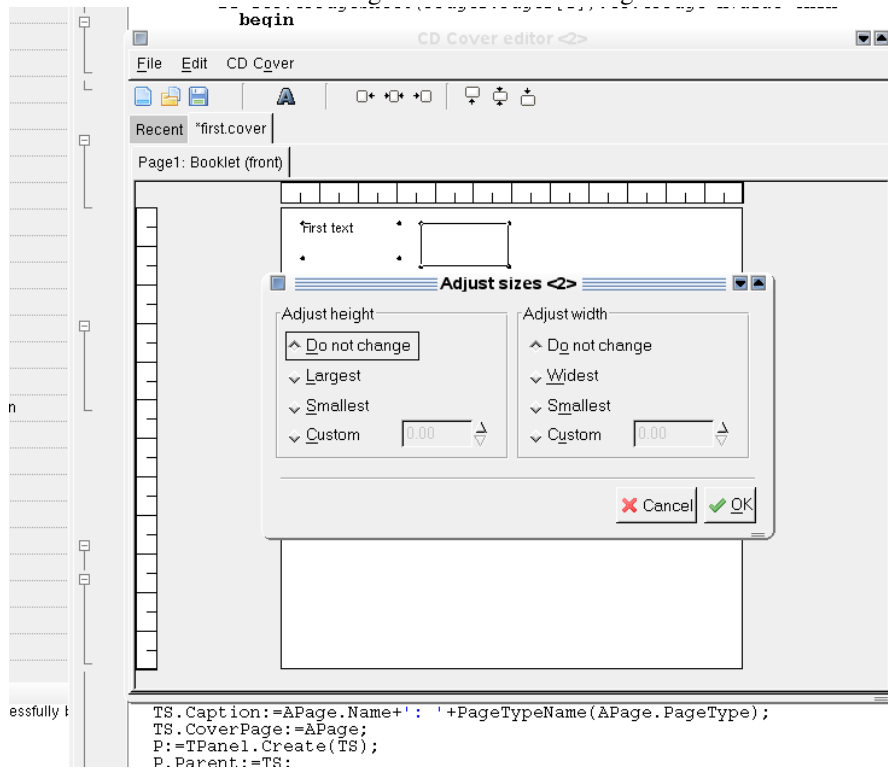 begin
CD Cover editor <2>
File Edit CD Cover
A
Recent *first.cover
Page1: Booklet (front)
First text
Adjust sizes <2>
Adjust height Adjust width
Do not change Do not change
Largest Widest
Smallest Smallest
n
Custom 0.00 Custom 0.00
Cancel OK
essfully b
TS.Caption:=APage.Name+': '+PageTypeName(APage.PageType);
TS.CoverPage:=APage;
P:=TPanel.Create(TS);
P.Parent:=TS;